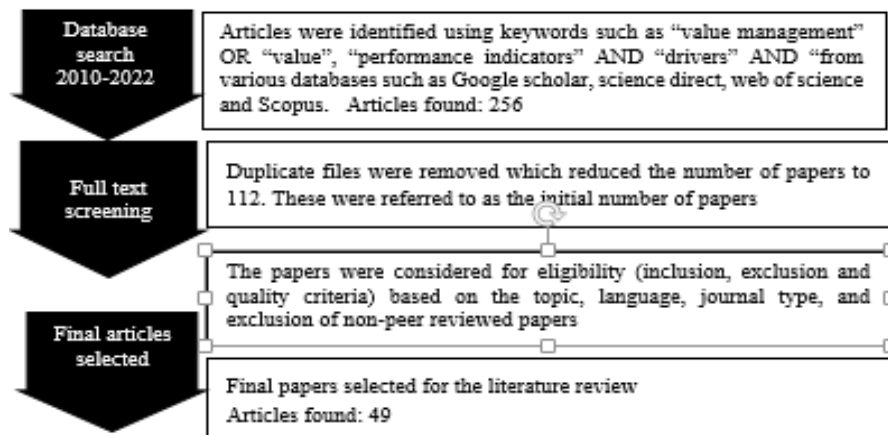 Database
search
2010-2022
Articles were identified using keywords such as “value management”
OR “value”, “performance indicators” AND “drivers” AND “from
various databases such as Google scholar, science direct, web of science
and Scopus. Articles found: 256
Full text
screening
Duplicate files were removed which reduced the number of papers to
112. These were referred to as the initial number of papers
The papers were considered for eligibility (inclusion, exclusion and
quality criteria) based on the topic, language, journal type, and
exclusion of non-peer reviewed papers
Final articles
selected
Final papers selected for the literature review
Articles found: 49